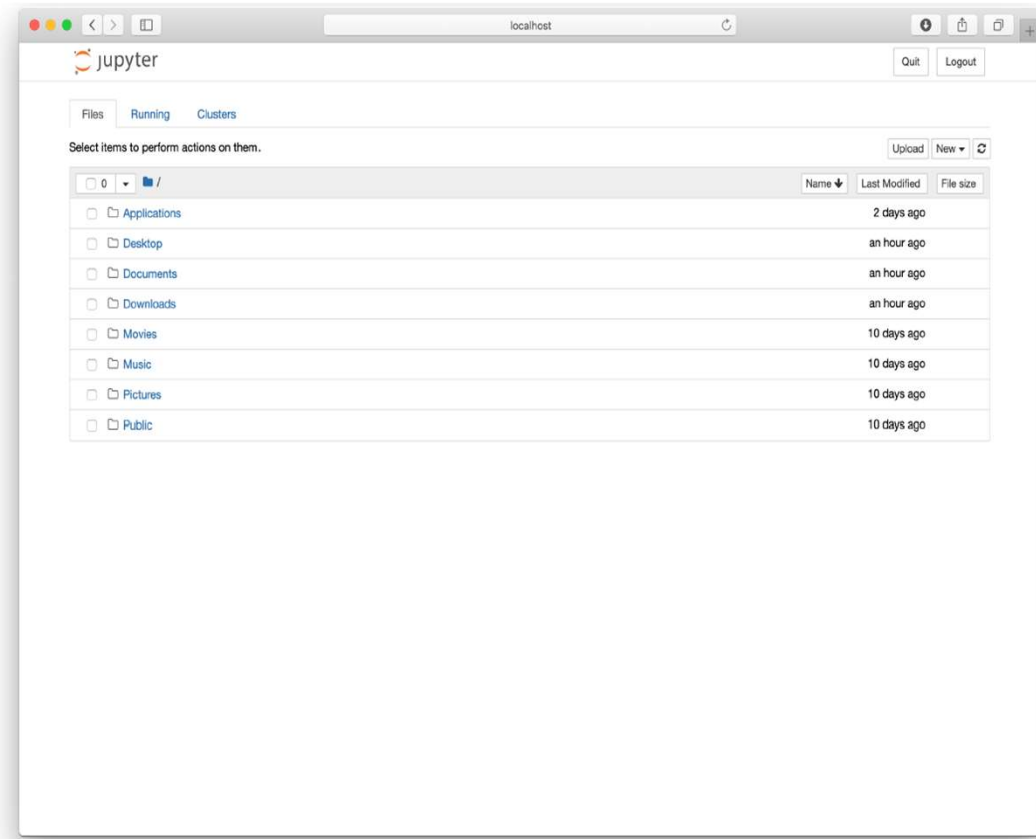 localhost
jupyter
Quit Logout
Files Running Clusters
Select items to perform actions on them.
Upload New
0 / Name Last Modified File size
Applications 2 days ago
Desktop an hour ago
Documents an hour ago
Downloads an hour ago
Movies 10 days ago
Music 10 days ago
Pictures 10 days ago
Public 10 days ago